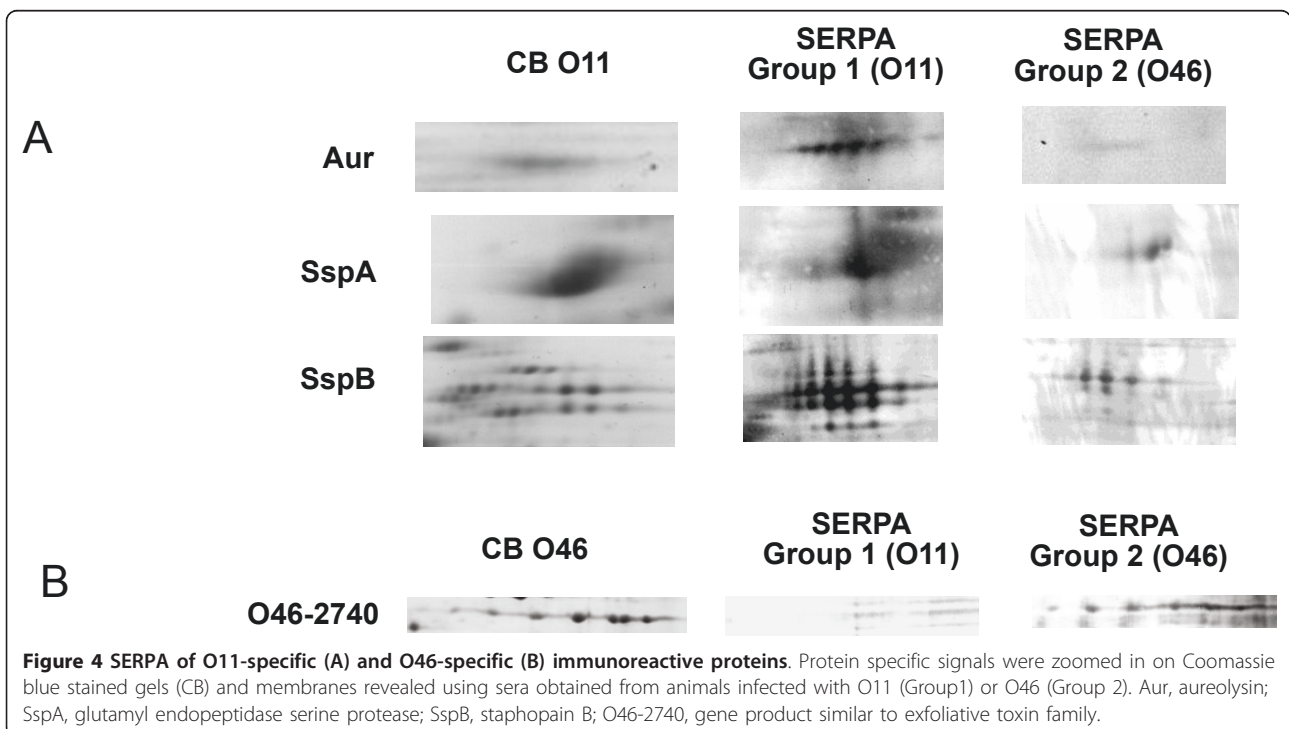 CB O11
SERPA
Group 1 (O11)
SERPA
Group 2 (O46)
A
Aur
SspA
SspB
CB O46
SERPA
Group 1 (O11)
SERPA
Group 2 (O46)
B
O46-2740
Figure 4 SERPA of O11-specific (A) and O46-specific (B) immunoreactive proteins. Protein specific signals were zoomed in on Coomassie
blue stained gels (CB) and membranes revealed using sera obtained from animals infected with O11 (Group1) or O46 (Group 2). Aur, aureolysin;
SspA, glutamyl endopeptidase serine protease; SspB, staphopain B; O46-2740, gene product similar to exfoliative toxin family.